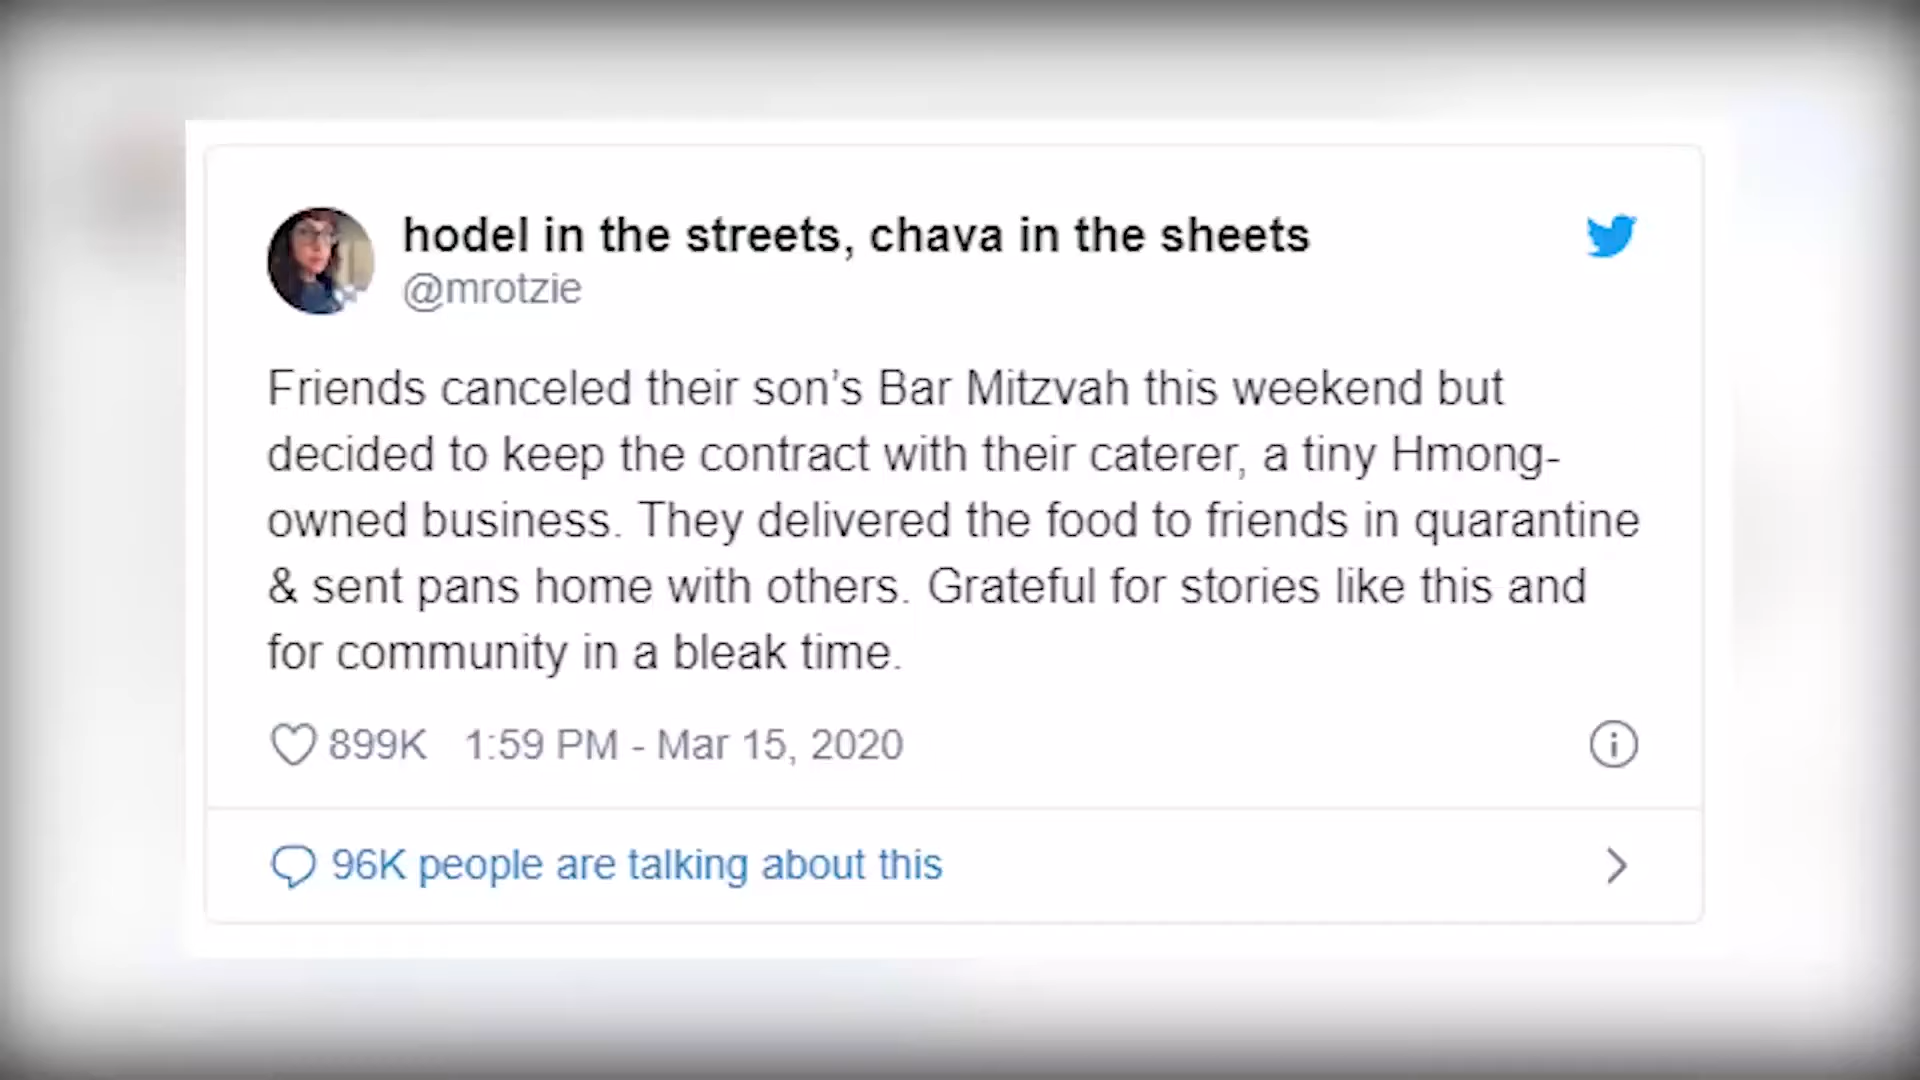 hodel in the streets, chava in the sheets
@mrotzie
Friends canceled their son's Bar Mitzvah this weekend but
decided to keep the contract with their caterer, a tiny Hmong-
owned business. They delivered the food to friends in quarantine
& sent pans home with others. Grateful for stories like this and
for community in a bleak time.
899K 1:59 PM - Mar 15, 2020
96K people are talking about this